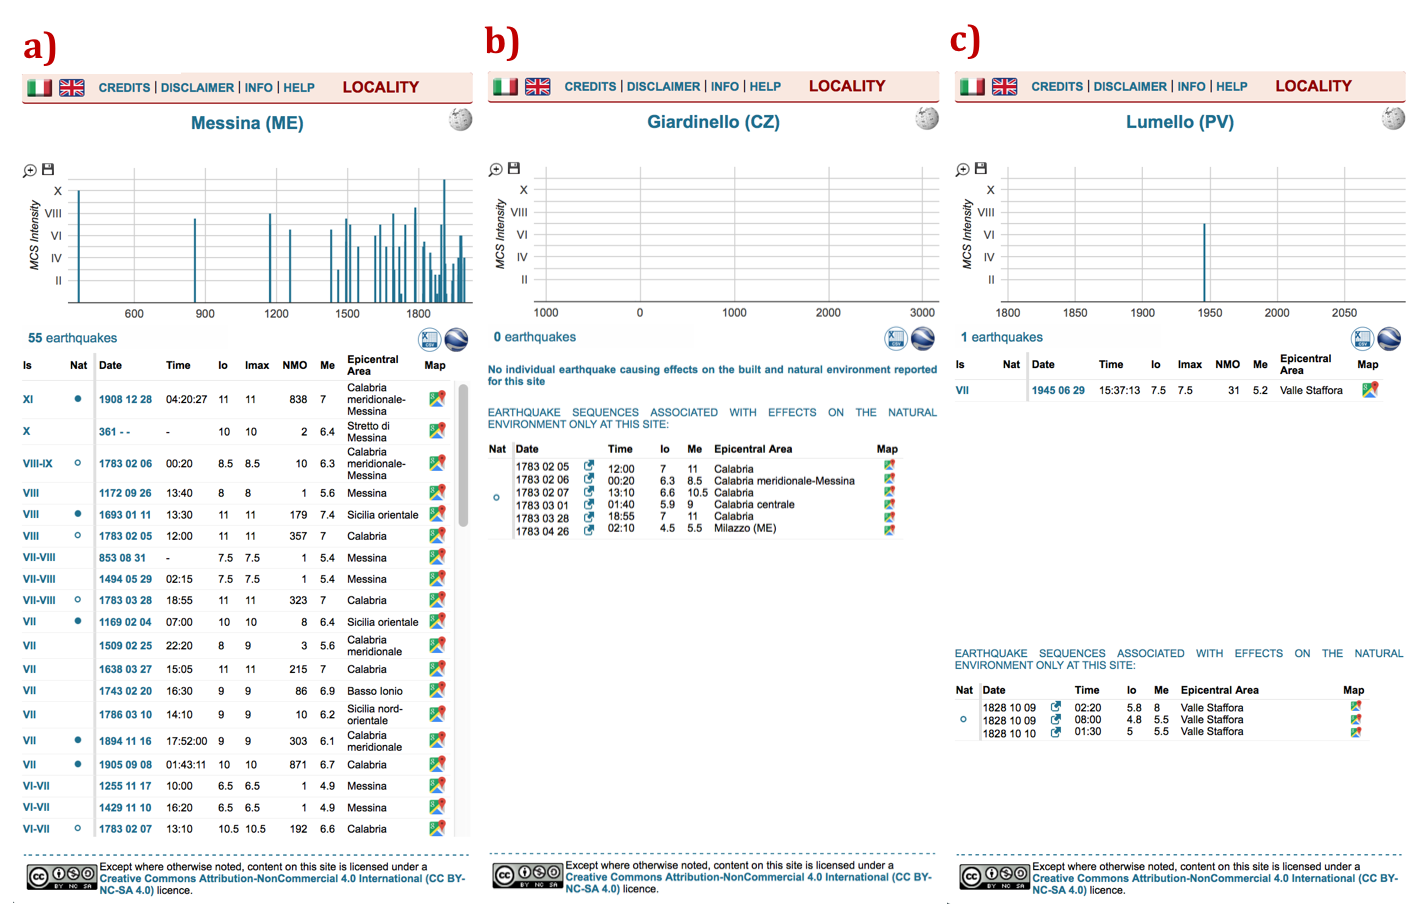 a)
CREDITS | DISCLAIMER | INFO | HELP LOCALITY
Messina (ME)
MCS Intensity
X
VIII
VI
IV
II
600 900 1200 1500 1800
55 earthquakes
Is Nat Date Time Io Imax NMO Me Epicentral Area Map
XI 1908 12 28 04:20:27 11 11 838 7 Calabria meridionale-Messina
X 361 - - - 10 10 2 6.4 Stretto di Messina
VIII-IX 1783 02 06 00:20 8.5 8.5 10 6.3 Calabria meridionale-Messina
VIII 1172 09 26 13:40 8 8 1 5.6 Messina
VIII 1693 01 11 13:30 11 11 179 7.4 Sicilia orientale
VIII 1783 02 05 12:00 11 11 357 7 Calabria
VII-VIII 853 08 31 - 7.5 7.5 1 5.4 Messina
VII-VIII 1494 05 29 02:15 7.5 7.5 1 5.4 Messina
VII-VIII 1783 03 28 18:55 11 11 323 7 Calabria
VII 1169 02 04 07:00 10 10 8 6.4 Sicilia orientale
VII 1509 02 25 22:20 8 9 3 5.6 Calabria meridionale
VII 1638 03 27 15:05 11 11 215 7 Calabria
VII 1743 02 20 16:30 9 9 86 6.9 Basso Ionio
VII 1786 03 10 14:10 9 9 10 6.2 Sicilia nord-orientale
VII 1894 11 16 17:52:00 9 9 303 6.1 Calabria meridionale
VII 1905 09 08 01:43:11 10 10 871 6.7 Calabria
VI-VII 1255 11 17 10:00 6.5 6.5 1 4.9 Messina
VI-VII 1429 11 10 16:20 6.5 6.5 1 4.9 Messina
VI-VII 1783 02 07 13:10 10.5 10.5 192 6.6 Calabria
CC BY NC SA
Except where otherwise noted, content on this site is licensed under a
Creative Commons Attribution-NonCommercial 4.0 International (CC BY-
NC-SA 4.0) licence.
b)
CREDITS | DISCLAIMER | INFO | HELP LOCALITY
Giardinello (CZ)
MCS Intensity
X
VIII
VI
IV
II
1000 0 1000 2000 3000
0 earthquakes
No individual earthquake causing effects on the built and natural environment reported
for this site
EARTHQUAKE SEQUENCES ASSOCIATED WITH EFFECTS ON THE NATURAL
ENVIRONMENT ONLY AT THIS SITE:
Nat Date Time Io Me Epicentral Area Map
1783 02 05 12:00 7 11 Calabria
1783 02 06 00:20 6.3 8.5 Calabria meridionale-Messina
1783 02 07 13:10 6.6 10.5 Calabria
1783 03 01 01:40 5.9 9 Calabria centrale
1783 03 28 18:55 7 11 Calabria
1783 04 26 02:10 4.5 5.5 Milazzo (ME)
CC BY NC SA
Except where otherwise noted, content on this site is licensed under a
Creative Commons Attribution-NonCommercial 4.0 International (CC BY-
NC-SA 4.0) licence.
c)
CREDITS | DISCLAIMER | INFO | HELP LOCALITY
Lumello (PV)
MCS Intensity
X
VIII
VI
IV
II
1800 1850 1900 1950 2000 2050
1 earthquakes
Is Nat Date Time Io Imax NMO Me Epicentral Area Map
VII 1945 06 29 15:37:13 7.5 7.5 31 5.2 Valle Staffora
EARTHQUAKE SEQUENCES ASSOCIATED WITH EFFECTS ON THE NATURAL
ENVIRONMENT ONLY AT THIS SITE:
Nat Date Time Io Me Epicentral Area Map
1828 10 09 02:20 5.8 8 Valle Staffora
1828 10 09 08:00 4.8 5.5 Valle Staffora
1828 10 10 01:30 5 5.5 Valle Staffora
CC BY NC SA
Except where otherwise noted, content on this site is licensed under a
Creative Commons Attribution-NonCommercial 4.0 International (CC BY-
NC-SA 4.0) licence.